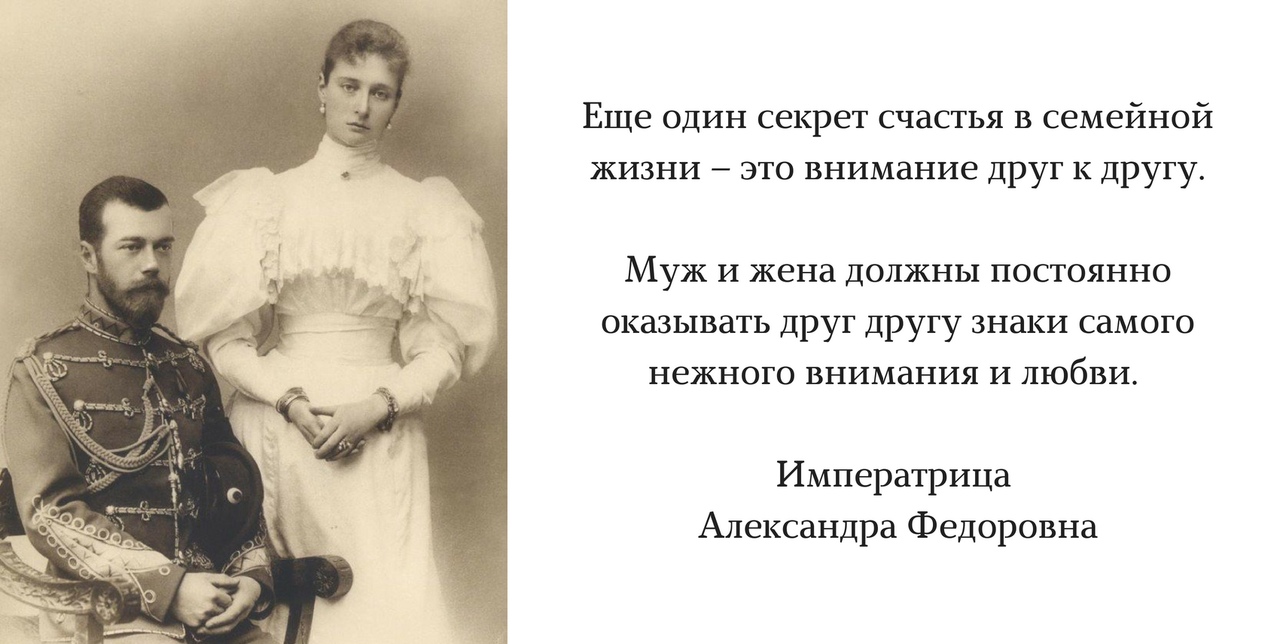 Еще один секрет счастья в семейной
жизни – это внимание друг к другу.
Муж и жена должны постоянно
оказывать друг другу знаки самого
нежного внимания и любви.
Императрица
Александра Федоровна